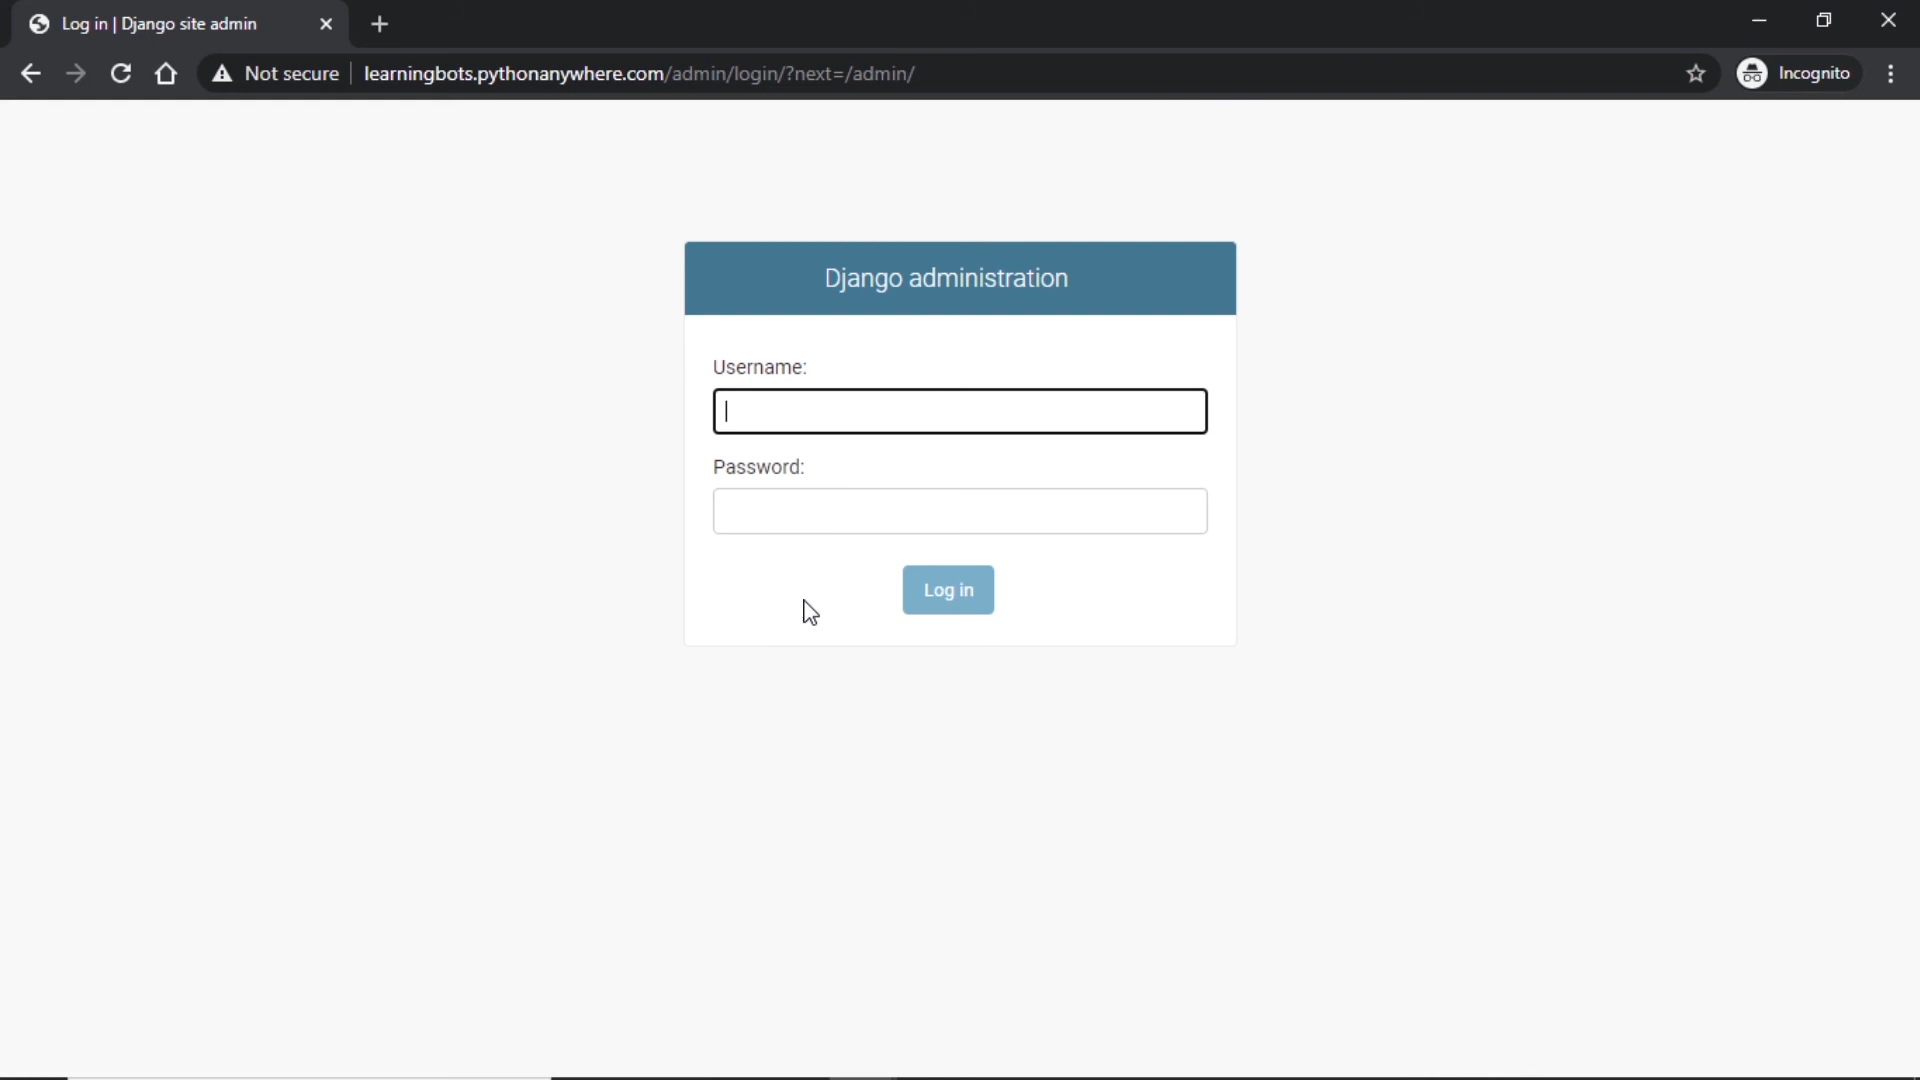 Log in | Django site admin
Not secure
learningbots.pythonanywhere.com/admin/login/?next=/admin/
Incognito
Django administration
Username:
Password:
Log in